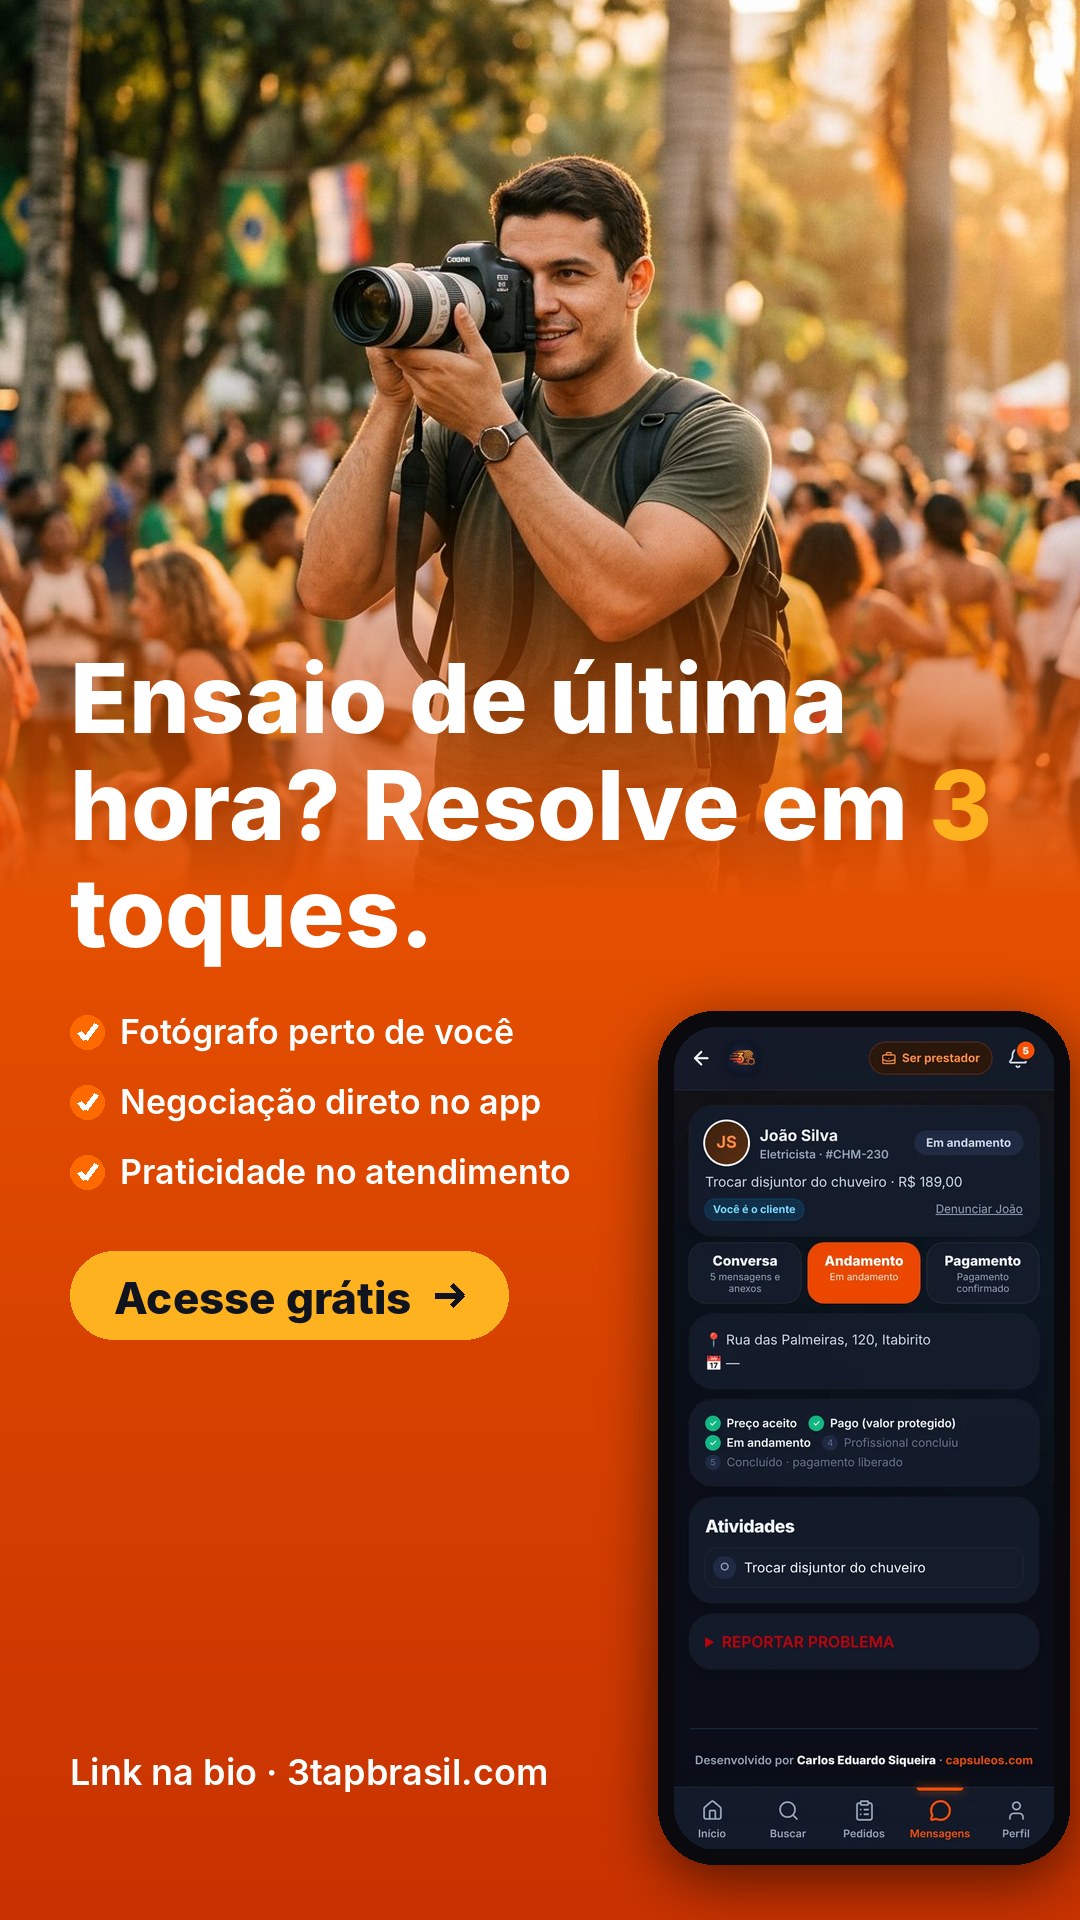 Ensaio de última
hora? Resolve em 3
toques.
Fotógrafo perto de você
Negociação direto no app
Praticidade no atendimento
Acesse grátis →
Link na bio · 3tapbrasil.com
Ser prestador
5
JS
João Silva
Eletricista · #CHM-230
Em andamento
Trocar disjuntor do chuveiro · R$ 189,00
Você é o cliente
Denunciar João
Conversa
5 mensagens e
anexos
Andamento
Em andamento
Pagamento
Pagamento
confirmado
Rua das Palmeiras, 120, Itabirito
—
Preço aceito
Pago (valor protegido)
Em andamento
4 Profissional concluiu
5 Concluído · pagamento liberado
Atividades
Trocar disjuntor do chuveiro
REPORTAR PROBLEMA
Desenvolvido por Carlos Eduardo Siqueira · capsuleos.com
Início
Buscar
Pedidos
Mensagens
Perfil